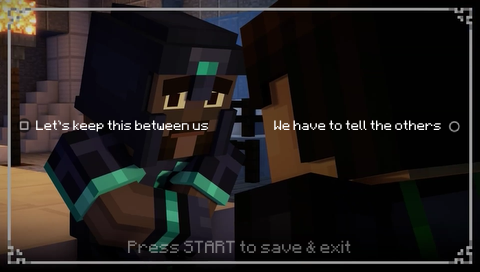 Let's keep this between us
We have to tell the others
Press START to save & exit